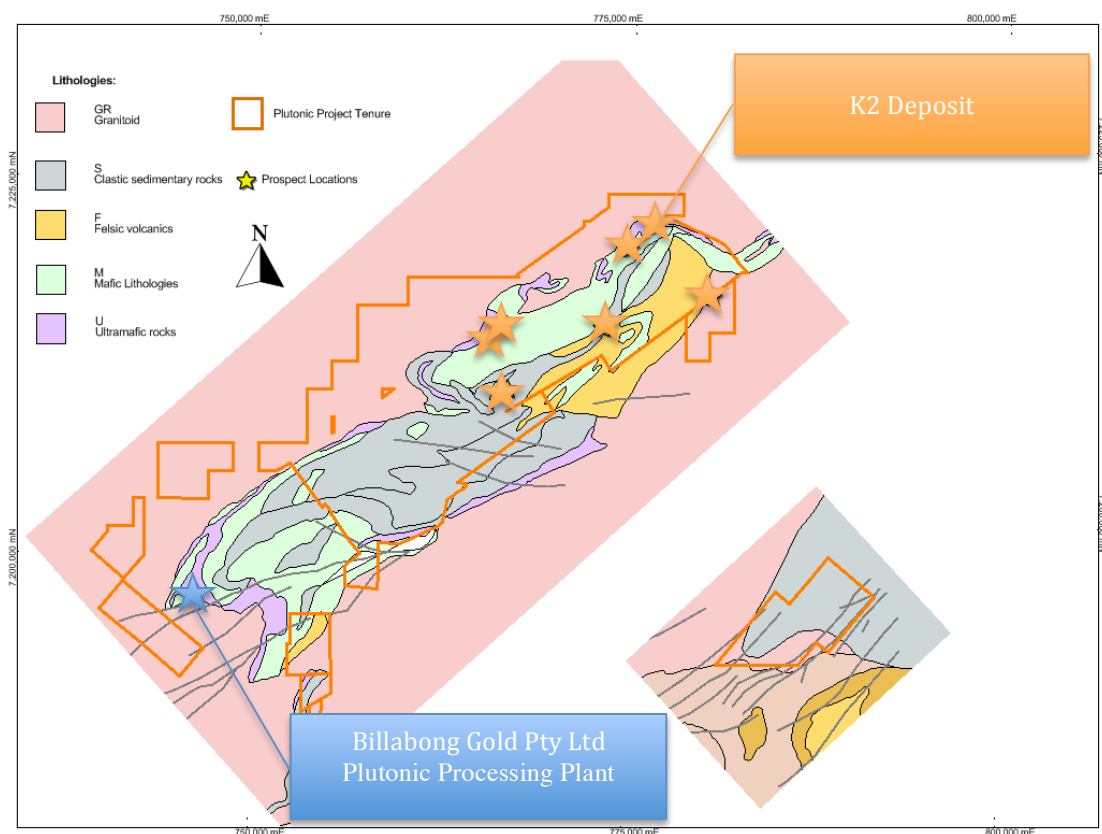 750,000 mE
775,000 mE
800,000 mE
Lithologies:
GR
Granitoid
Plutonic Project Tenure
S
Clastic sedimentary rocks
Prospect Locations
F
Felsic volcanics
N
M
Mafic Lithologies
U
Ultramafic rocks
K2 Deposit
7,225,000 mN
7,200,000 mN
Billabong Gold Pty Ltd
Plutonic Processing Plant
750,000 mE
775,000 mE
800,000 mE